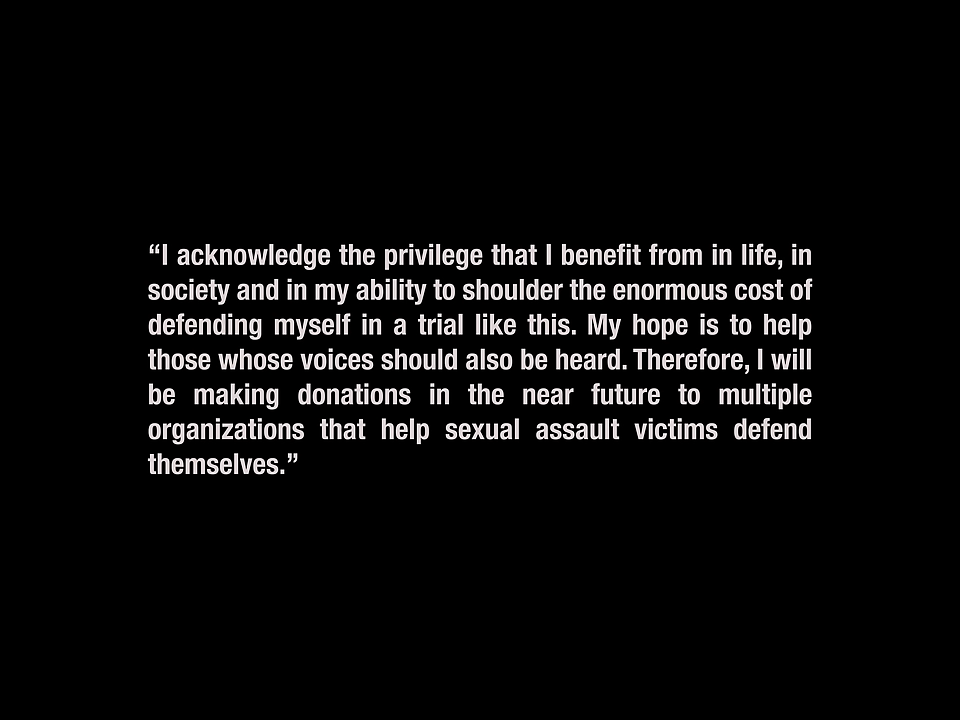 “I acknowledge the privilege that I benefit from in life, in
society and in my ability to shoulder the enormous cost of
defending myself in a trial like this. My hope is to help
those whose voices should also be heard. Therefore, I will
be making donations in the near future to multiple
organizations that help sexual assault victims defend
themselves.”